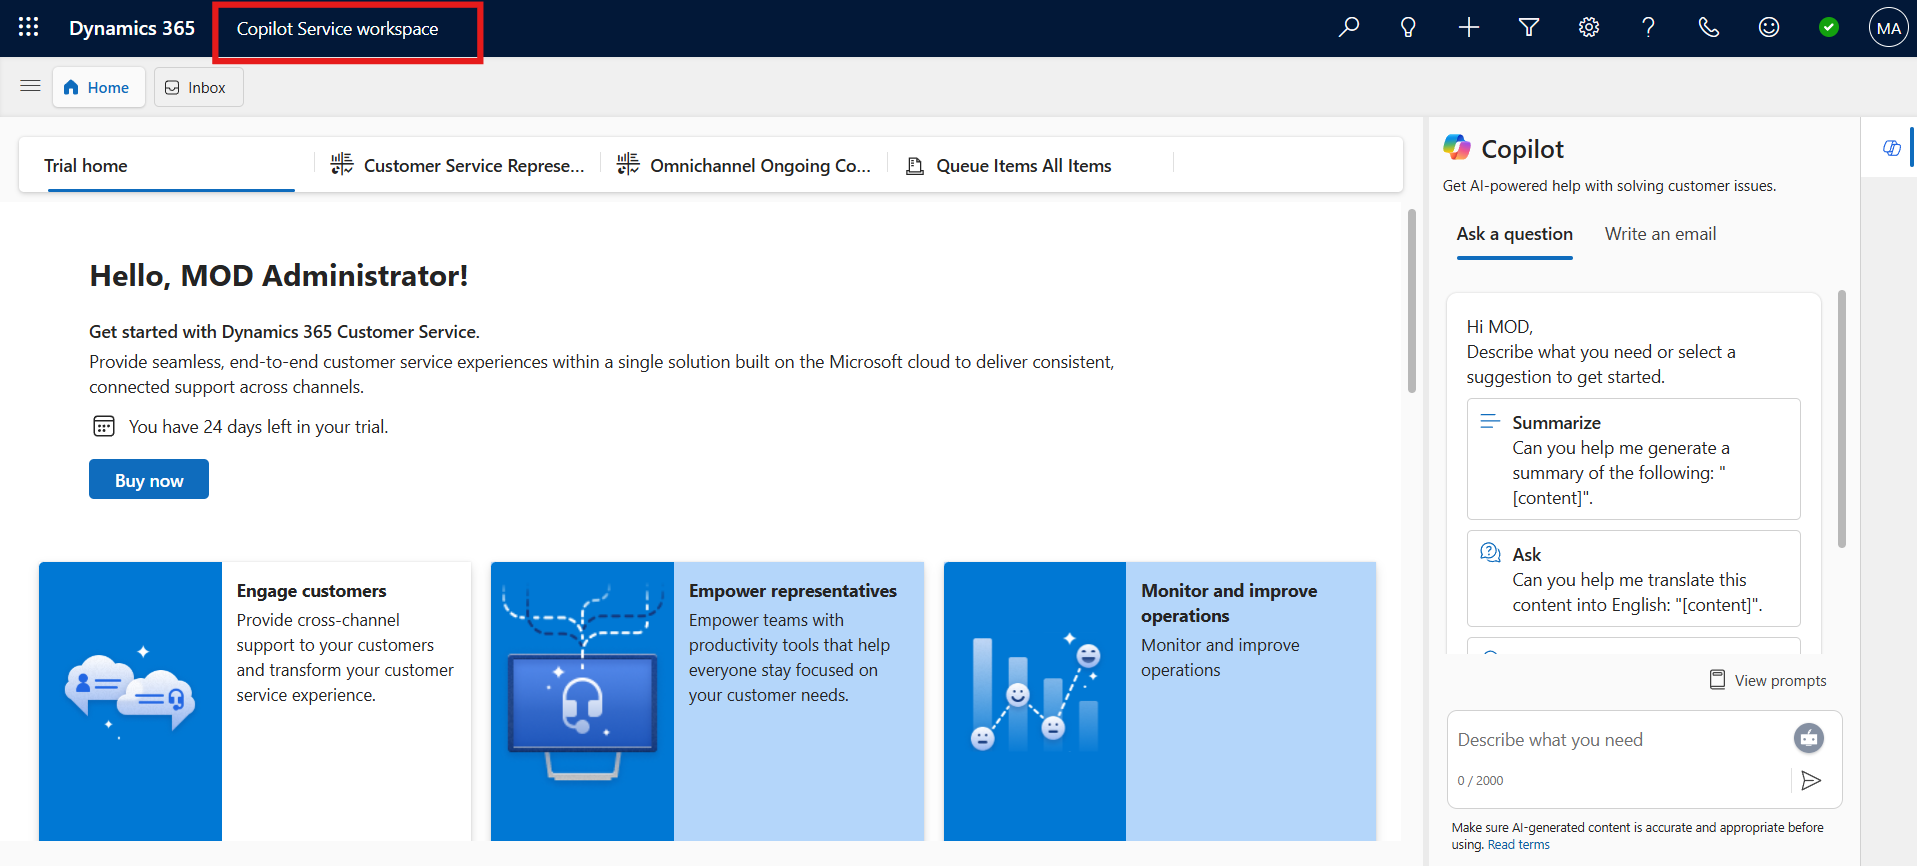 Dynamics 365
Copilot Service workspace
MA
Home
Inbox
Trial home
Customer Service Represe...
Omnichannel Ongoing Co...
Queue Items All Items
Hello, MOD Administrator!
Get started with Dynamics 365 Customer Service.
Provide seamless, end-to-end customer service experiences within a single solution built on the Microsoft cloud to deliver consistent,
connected support across channels.
You have 24 days left in your trial.
Buy now
Engage customers
Provide cross-channel
support to your customers
and transform your customer
service experience.
Empower representatives
Empower teams with
productivity tools that help
everyone stay focused on
your customer needs.
Monitor and improve
operations
Monitor and improve
operations
Copilot
Get AI-powered help with solving customer issues.
Ask a question
Write an email
Hi MOD,
Describe what you need or select a
suggestion to get started.
Summarize
Can you help me generate a
summary of the following: "
[content]".
Ask
Can you help me translate this
content into English: "[content]".
View prompts
Describe what you need
0 / 2000
Make sure AI-generated content is accurate and appropriate before
using. Read terms